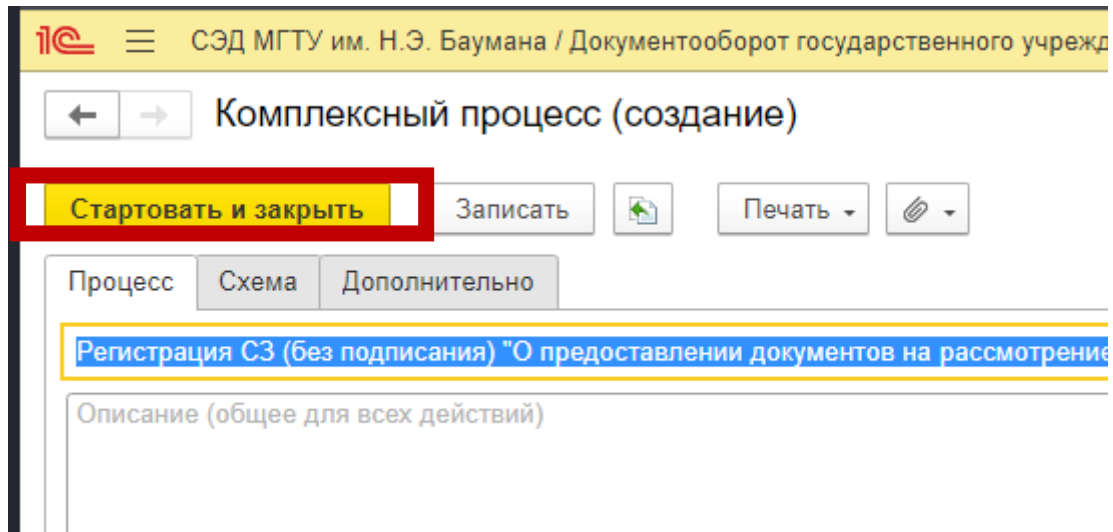 1С СЭД МГТУ им. Н.Э. Баумана / Документооборот государственного учрежд
Комплексный процесс (создание)
Стартовать и закрыть Записать Печать
Процесс Схема Дополнительно
Регистрация СЗ (без подписания) "О предоставлении документов на рассмотрение
Описание (общее для всех действий)